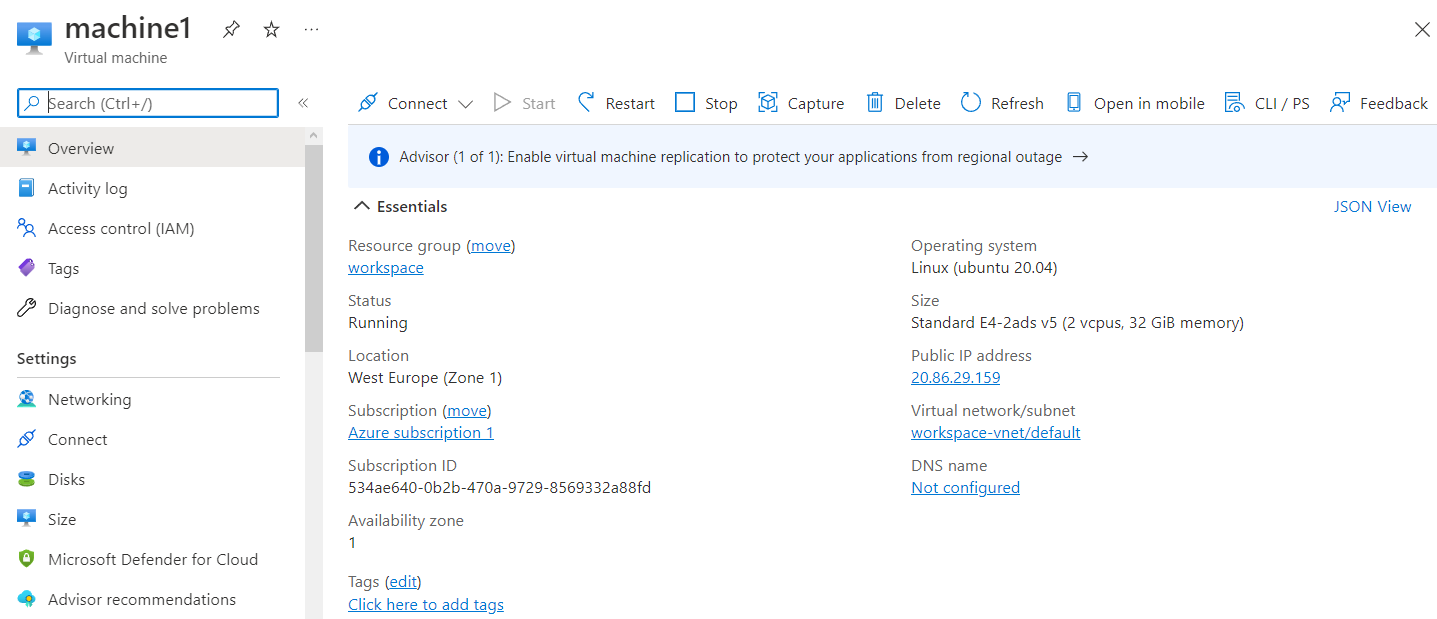 machine1
Virtual machine
Search (Ctrl+/)
Overview
Activity log
Access control (IAM)
Tags
Diagnose and solve problems
Settings
Networking
Connect
Disks
Size
Microsoft Defender for Cloud
Advisor recommendations
Connect Start Restart Stop Capture Delete Refresh Open in mobile CLI / PS Feedback
Advisor (1 of 1): Enable virtual machine replication to protect your applications from regional outage →
Essentials
JSON View
Resource group (move)
workspace
Status
Running
Location
West Europe (Zone 1)
Subscription (move)
Azure subscription 1
Subscription ID
534ae640-0b2b-470a-9729-8569332a88fd
Availability zone
1
Tags (edit)
Click here to add tags
Operating system
Linux (ubuntu 20.04)
Size
Standard E4-2ads v5 (2 vcpus, 32 GiB memory)
Public IP address
20.86.29.159
Virtual network/subnet
workspace-vnet/default
DNS name
Not configured